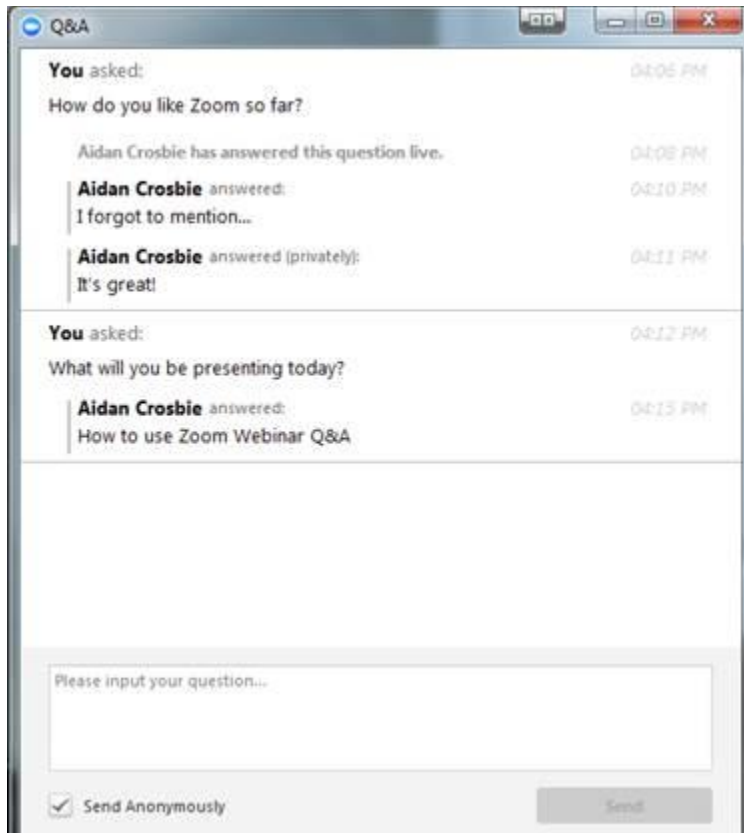 Q&A
You asked: 04:06 PM
How do you like Zoom so far?
Aidan Crosbie has answered this question live. 04:08 PM
Aidan Crosbie answered: 04:10 PM
I forgot to mention...
Aidan Crosbie answered (privately): 04:11 PM
It's great!
You asked: 04:12 PM
What will you be presenting today?
Aidan Crosbie answered: 04:15 PM
How to use Zoom Webinar Q&A
Please input your question...
Send Anonymously
Send